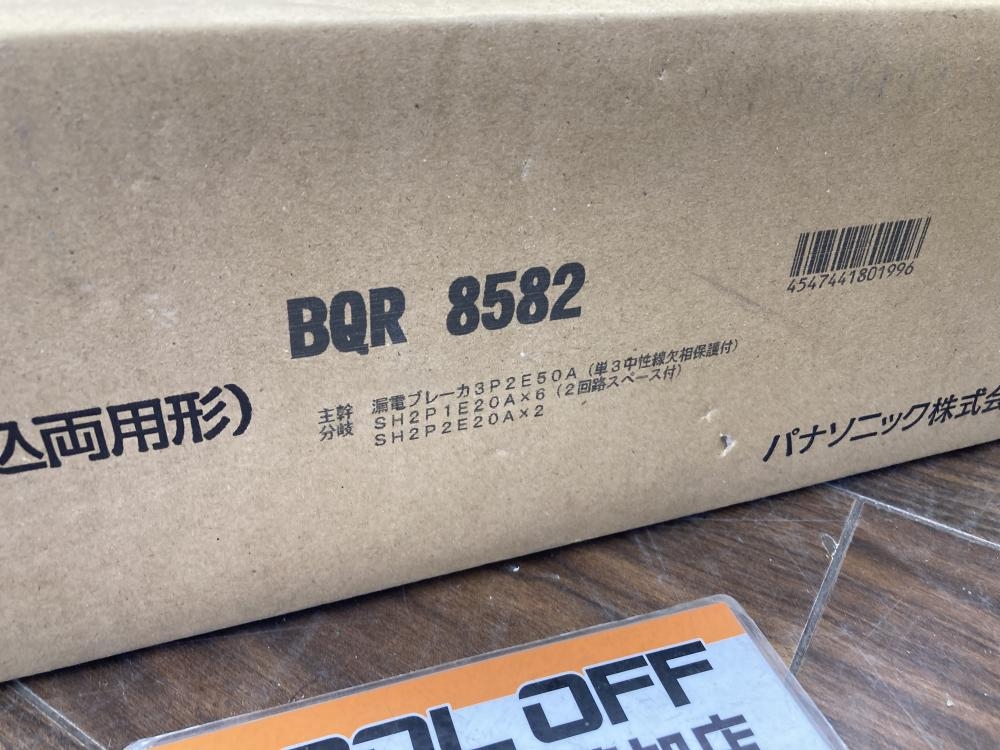 BQR 8582
4547441801996
主幹 漏電ブレーカ3P2E50A(単3中性線欠相保護付)
分岐 SH2P1E20A×6(2回路スペース付)
SH2P2E20A×2
込両用形)
パナソニック株式会
OFF
店